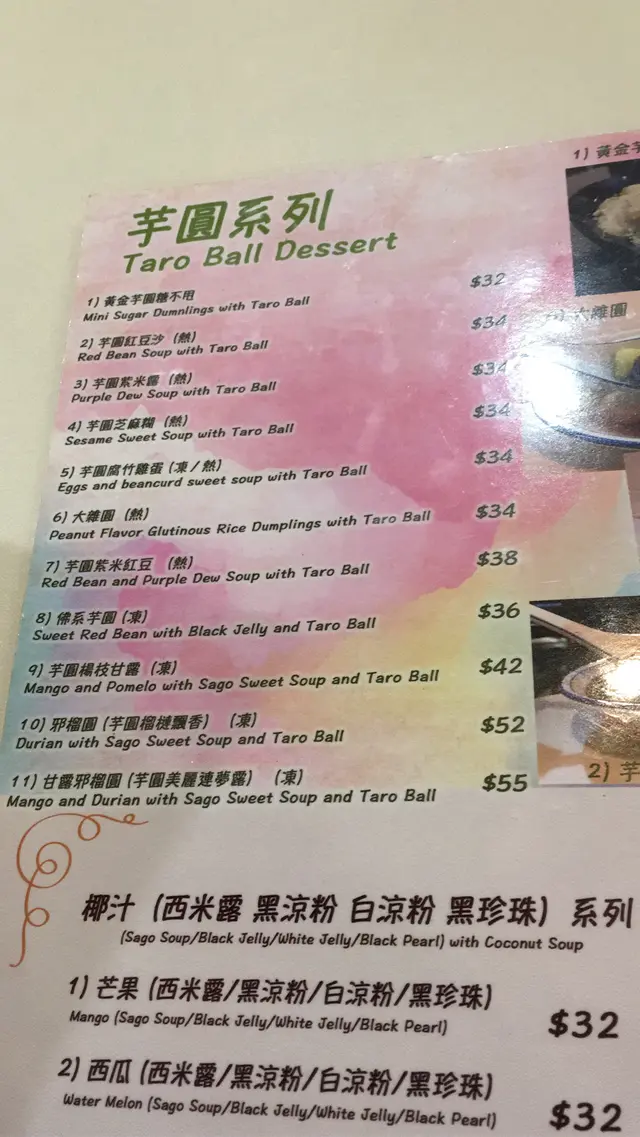 芋圓系列
Taro Ball Dessert
1) 黃金芋圓糖不甩 $32
Mini Sugar Dumnlings with Taro Ball
2) 芋圓紅豆沙 (熱) $34
Red Bean Soup with Taro Ball
3) 芋圓紫米露 (熱) $34
Purple Dew Soup with Taro Ball
4) 芋圓芝麻糊 (熱) $34
Sesame Sweet Soup with Taro Ball
5) 芋圓腐竹雞蛋 (凍/熱) $34
Eggs and beancurd sweet soup with Taro Ball
6) 大雜圓 (熱) $34
Peanut Flavor Glutinous Rice Dumplings with Taro Ball
7) 芋圓紫米紅豆 (熱) $38
Red Bean and Purple Dew Soup with Taro Ball
8) 佛系芋圓 (凍) $36
Sweet Red Bean with Black Jelly and Taro Ball
9) 芋圓楊枝甘露 (凍) $42
Mango and Pomelo with Sago Sweet Soup and Taro Ball
10) 邪榴圓 (芋圓榴槤飄香) (凍) $52
Durian with Sago Sweet Soup and Taro Ball
11) 甘露邪榴圓 (芋圓美麗連夢露) (凍) $55
Mango and Durian with Sago Sweet Soup and Taro Ball
1) 黃金芋
大雜圓
2) 芋
椰汁 (西米露 黑涼粉 白涼粉 黑珍珠) 系列
(Sago Soup/Black Jelly/White Jelly/Black Pearl) with Coconut Soup
1) 芒果 (西米露/黑涼粉/白涼粉/黑珍珠) $32
Mango (Sago Soup/Black Jelly/White Jelly/Black Pearl)
2) 西瓜 (西米露/黑涼粉/白涼粉/黑珍珠) $32
Water Melon (Sago Soup/Black Jelly/White Jelly/Black Pearl)